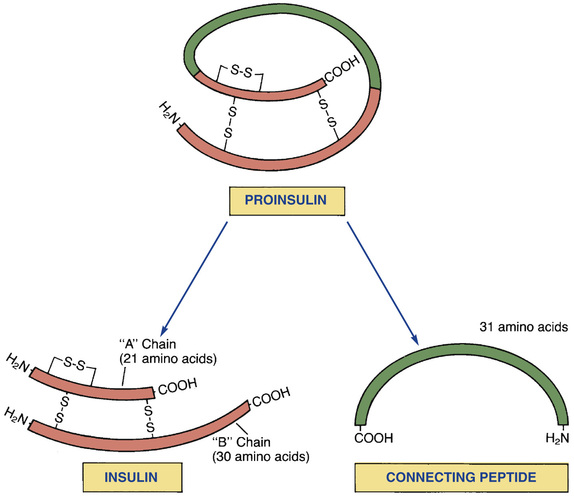 COOH
S-S
S
S
S
S
H₂N
PROINSULIN
31 amino acids
"A" Chain
(21 amino acids)
H₂N
S-S
COOH
COOH
S
S
S
S
H₂N
COOH
H₂N
"B" Chain
(30 amino acids)
INSULIN
CONNECTING PEPTIDE